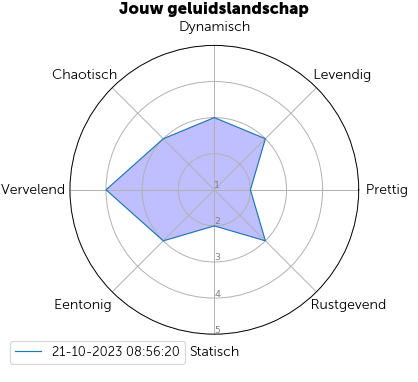 Jouw geluidslandschap
Dynamisch
Chaotisch
Levendig
Vervelend
1
Prettig
2
3
4
Eentonig
Rustgevend
5
21-10-2023 08:56:20
Statisch